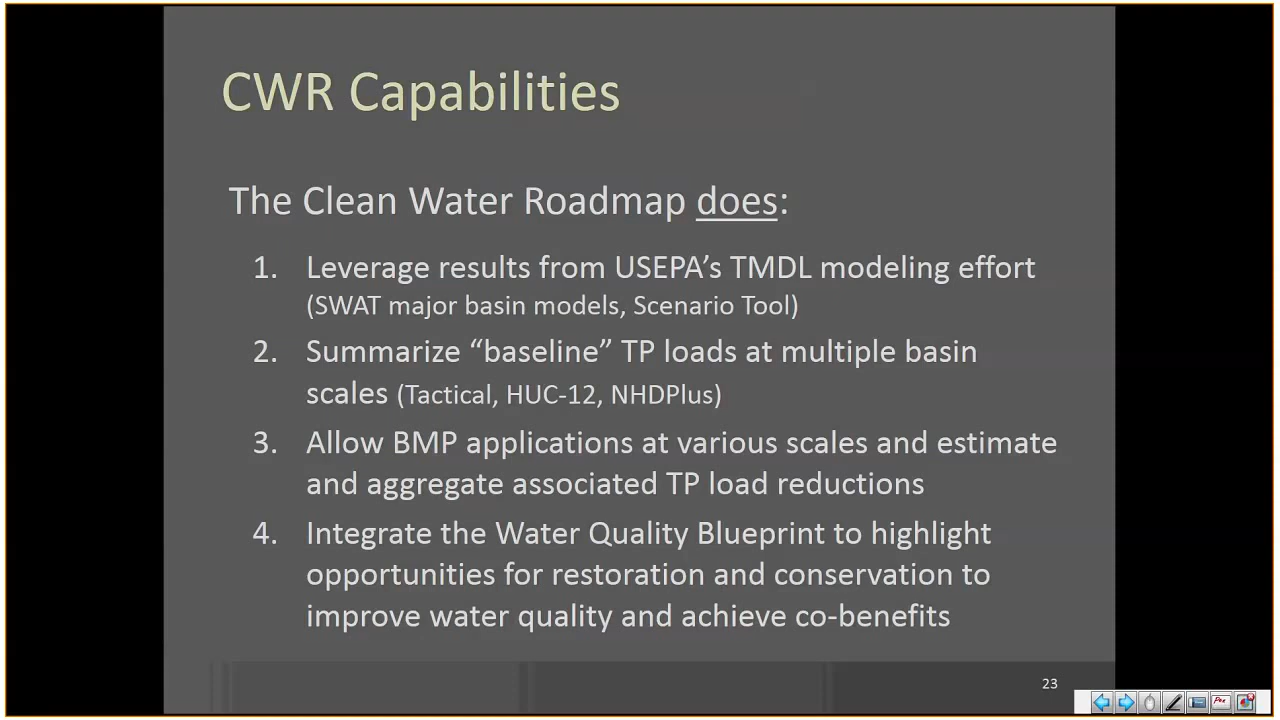 CWR Capabilities
The Clean Water Roadmap does:
1. Leverage results from USEPA’s TMDL modeling effort
(SWAT major basin models, Scenario Tool)
2. Summarize “baseline” TP loads at multiple basin
scales (Tactical, HUC-12, NHDPlus)
3. Allow BMP applications at various scales and estimate
and aggregate associated TP load reductions
4. Integrate the Water Quality Blueprint to highlight
opportunities for restoration and conservation to
improve water quality and achieve co-benefits
23